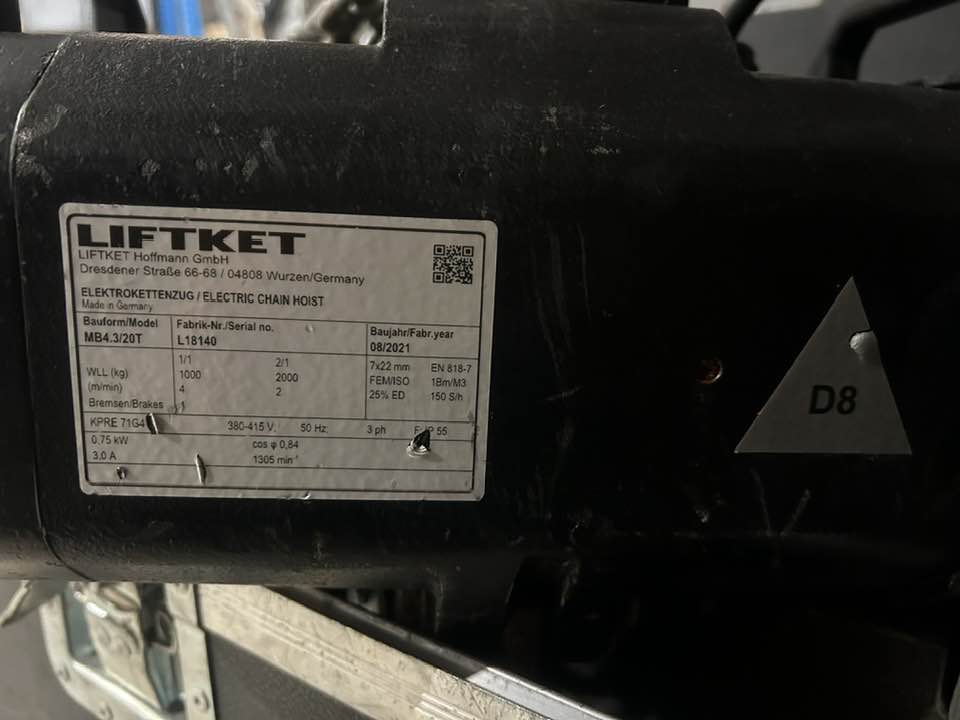 LIFTKET
LIFTKET Hoffmann GmbH
Dresdener Straße 66-68 / 04808 Wurzen/Germany
ELEKTROKETTENZUG / ELECTRIC CHAIN HOIST
Made in Germany
Bauform/Model Fabrik-Nr./Serial no. Baujahr/Fabr.year
MB4.3/20T L18140 08/2021
1/1 2/1 7x22 mm EN 818-7
WLL (kg) 1000 2000 FEM/ISO 1Bm/M3
(m/min) 4 2 25% ED 150 S/h
Bremsen/Brakes 1
KPRE 71G4 380-415 V, 50 Hz, 3 ph 55
0,75 kW cos φ 0,84
3,0 A 1305 min⁻¹
D8